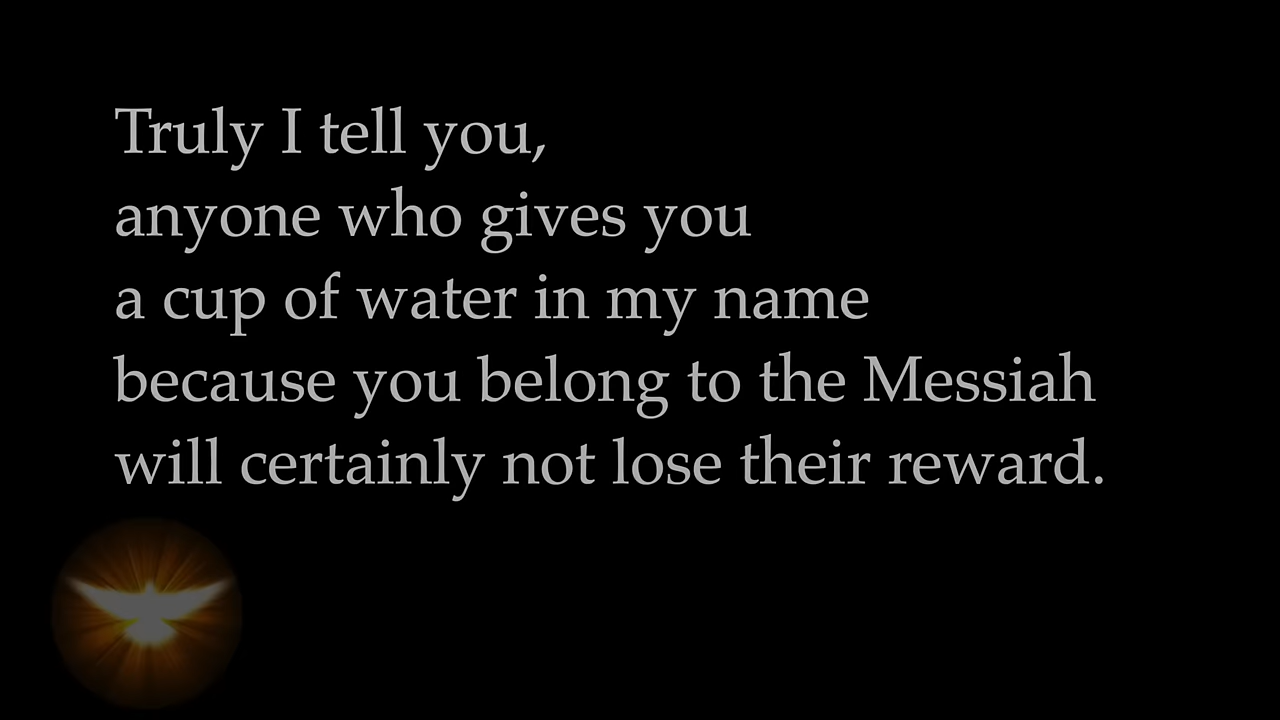 Truly I tell you,
anyone who gives you
a cup of water in my name
because you belong to the Messiah
will certainly not lose their reward.